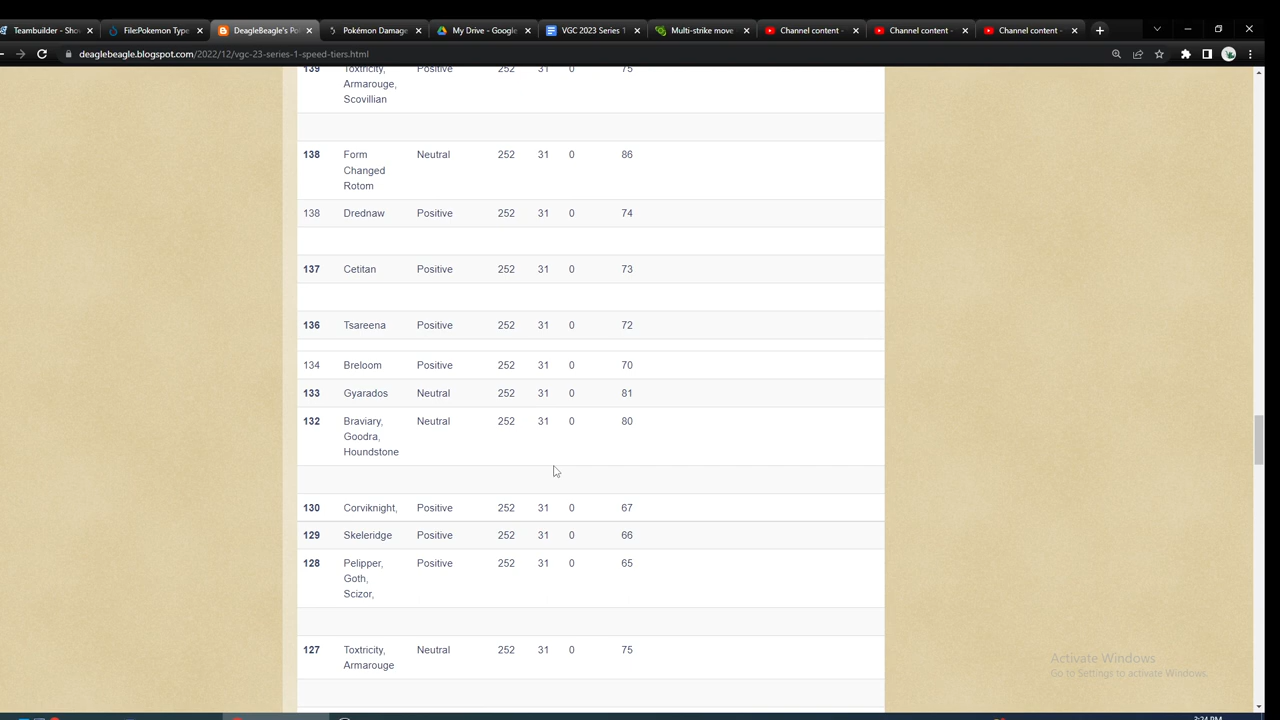 Teambuilder - Sho
File:Pokemon Type
DeagleBeagle's Po
Pokémon Damage
My Drive - Google
VGC 2023 Series 1
Multi-strike move
Channel content -
Channel content -
Channel content -
deaglebeagle.blogspot.com/2022/12/vgc-23-series-1-speed-tiers.html
139 Toxtricity, Positive 252 31 0 75
Armarouge,
Scovillian
138 Form Neutral 252 31 0 86
Changed
Rotom
138 Drednaw Positive 252 31 0 74
137 Cetitan Positive 252 31 0 73
136 Tsareena Positive 252 31 0 72
134 Breloom Positive 252 31 0 70
133 Gyarados Neutral 252 31 0 81
132 Braviary, Neutral 252 31 0 80
Goodra,
Houndstone
130 Corviknight, Positive 252 31 0 67
129 Skeleridge Positive 252 31 0 66
128 Pelipper, Positive 252 31 0 65
Goth,
Scizor,
127 Toxtricity, Neutral 252 31 0 75
Armarouge
Activate Windows
Go to Settings to activate Windows.
3:24 PM